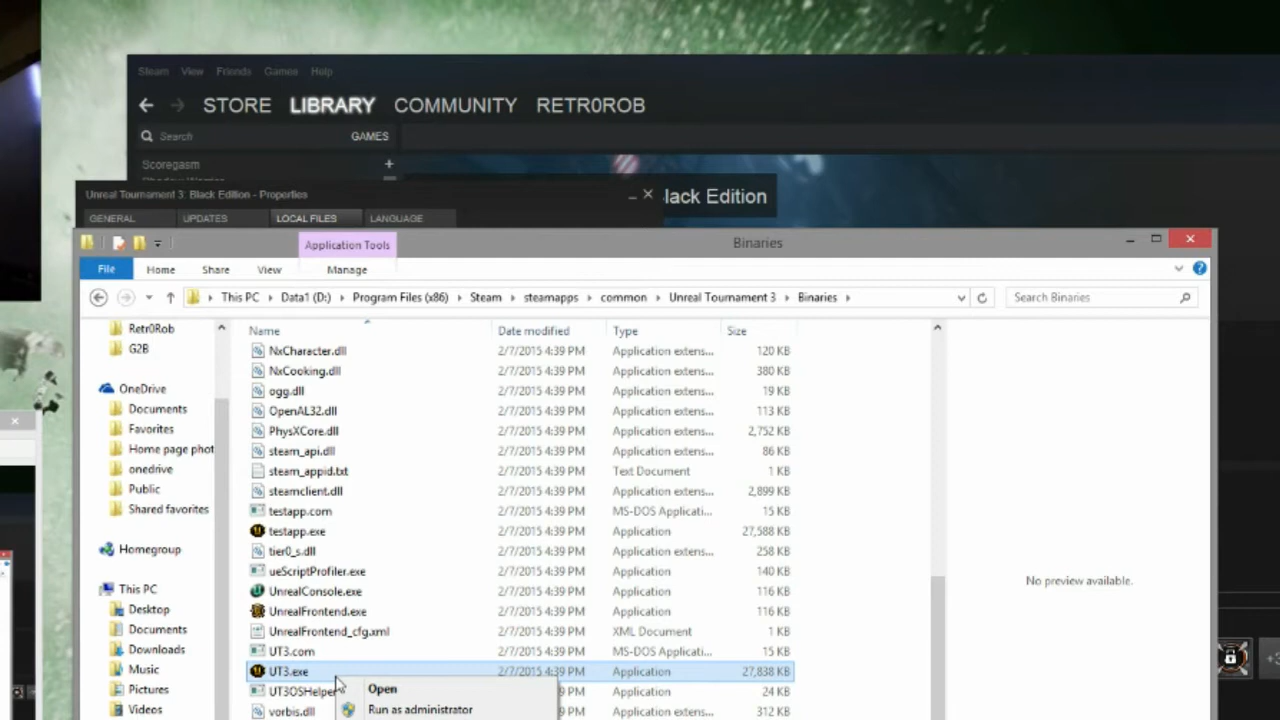 Steam View Friends Games Help
STORE LIBRARY COMMUNITY RETR0ROB
Search GAMES
Scoregasm +
Unreal Tournament 3: Black Edition - Properties
lack Edition
GENERAL UPDATES LOCAL FILES LANGUAGE
Application Tools Binaries
File Home Share View Manage
This PC Data1 (D:) Program Files (x86) Steam steamapps common Unreal Tournament 3 Binaries Search Binaries
Retr0Rob
G2B
OneDrive
Documents
Favorites
Home page phot
onedrive
Public
Shared favorites
Homegroup
This PC
Desktop
Documents
Downloads
Music
Pictures
Videos
Name Date modified Type Size
NxCharacter.dll 2/7/2015 4:39 PM Application extens... 120 KB
NxCooking.dll 2/7/2015 4:39 PM Application extens... 380 KB
ogg.dll 2/7/2015 4:39 PM Application extens... 19 KB
OpenAL32.dll 2/7/2015 4:39 PM Application extens... 113 KB
PhysXCore.dll 2/7/2015 4:39 PM Application extens... 2,752 KB
steam_api.dll 2/7/2015 4:39 PM Application extens... 86 KB
steam_appid.txt 2/7/2015 4:39 PM Text Document 1 KB
steamclient.dll 2/7/2015 4:39 PM Application extens... 2,899 KB
testapp.com 2/7/2015 4:39 PM MS-DOS Applicati... 15 KB
testapp.exe 2/7/2015 4:39 PM Application 27,588 KB
tier0_s.dll 2/7/2015 4:39 PM Application extens... 258 KB
ueScriptProfiler.exe 2/7/2015 4:39 PM Application 140 KB
UnrealConsole.exe 2/7/2015 4:39 PM Application 116 KB
UnrealFrontend.exe 2/7/2015 4:39 PM Application 116 KB
UnrealFrontend_cfg.xml 2/7/2015 4:39 PM XML Document 1 KB
UT3.com 2/7/2015 4:39 PM MS-DOS Applicati... 15 KB
UT3.exe 2/7/2015 4:39 PM Application 27,838 KB
UT3OSHelper 24 KB
vorbis.dll 312 KB
Open
Run as administrator
No preview available.